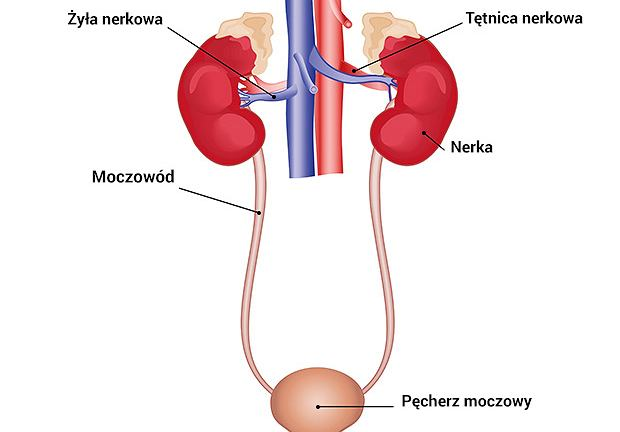 Żyła nerkowa
Tętnica nerkowa
Nerka
Moczowód
Pęcherz moczowy